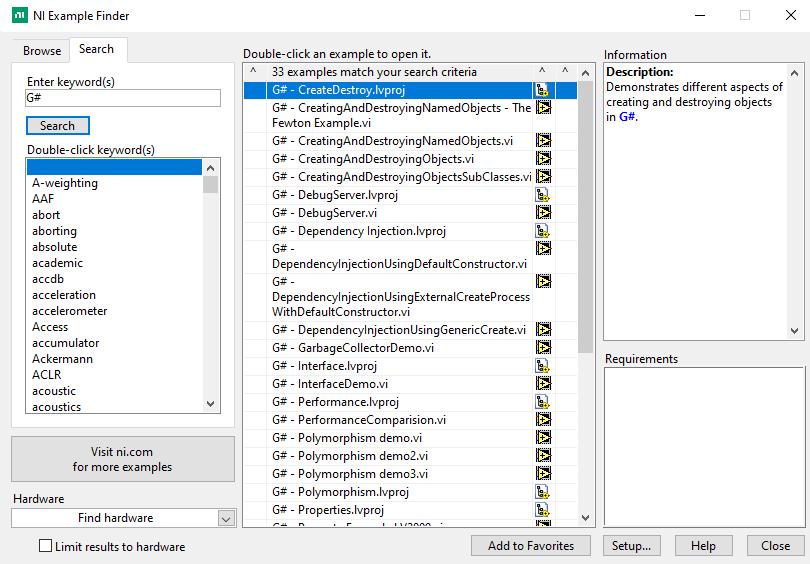 NI Example Finder
Browse
Search
Enter keyword(s)
G#
Search
Double-click keyword(s)
A-weighting
AAF
abort
aborting
absolute
academic
accdb
acceleration
accelerometer
Access
accumulator
Ackermann
ACLR
acoustic
acoustics
Visit ni.com
for more examples
Hardware
Find hardware
Limit results to hardware
Double-click an example to open it.
33 examples match your search criteria
G# - CreateDestroy.lvproj
G# - CreatingAndDestroyingNamedObjects - The
Fewton Example.vi
G# - CreatingAndDestroyingNamedObjects.vi
G# - CreatingAndDestroyingObjects.vi
G# - CreatingAndDestroyingObjectsSubClasses.vi
G# - DebugServer.lvproj
G# - DebugServer.vi
G# - Dependency Injection.lvproj
G# -
DependencyInjectionUsingDefaultConstructor.vi
G# -
DependencyInjectionUsingExternalCreateProcess
WithDefaultConstructor.vi
G# - DependencyInjectionUsingGenericCreate.vi
G# - GarbageCollectorDemo.vi
G# - Interface.lvproj
G# - InterfaceDemo.vi
G# - Performance.lvproj
G# - PerformanceComparision.vi
G# - Polymorphism demo.vi
G# - Polymorphism demo2.vi
G# - Polymorphism demo3.vi
G# - Polymorphism.lvproj
G# - Properties.lvproj
Information
Description:
Demonstrates different aspects of
creating and destroying objects
in G#.
Requirements
Add to Favorites
Setup...
Help
Close